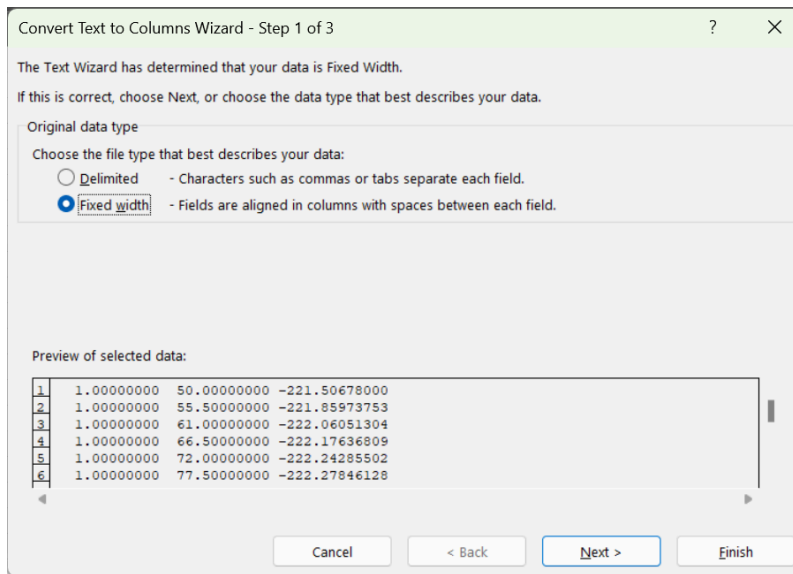 Convert Text to Columns Wizard - Step 1 of 3 ?
The Text Wizard has determined that your data is Fixed Width.
If this is correct, choose Next, or choose the data type that best describes your data.
Original data type
Choose the file type that best describes your data:
Delimited - Characters such as commas or tabs separate each field.
Fixed width - Fields are aligned in columns with spaces between each field.
Preview of selected data:
1 1.00000000 50.00000000 -221.50678000
2 1.00000000 55.50000000 -221.85973753
3 1.00000000 61.00000000 -222.06051304
4 1.00000000 66.50000000 -222.17636809
5 1.00000000 72.00000000 -222.24285502
6 1.00000000 77.50000000 -222.27846128
Cancel < Back Next > Finish